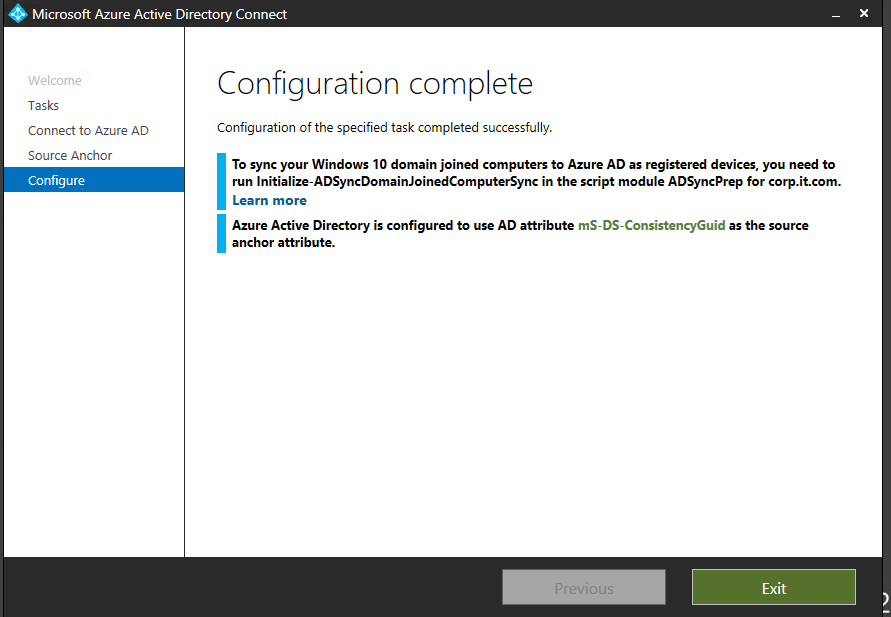 Microsoft Azure Active Directory Connect
Welcome
Tasks
Connect to Azure AD
Source Anchor
Configure
Configuration complete
Configuration of the specified task completed successfully.
To sync your Windows 10 domain joined computers to Azure AD as registered devices, you need to
run Initialize-ADSyncDomainJoinedComputerSync in the script module ADSyncPrep for corp.it.com.
Learn more
Azure Active Directory is configured to use AD attribute mS-DS-ConsistencyGuid as the source
anchor attribute.
Previous
Exit
2